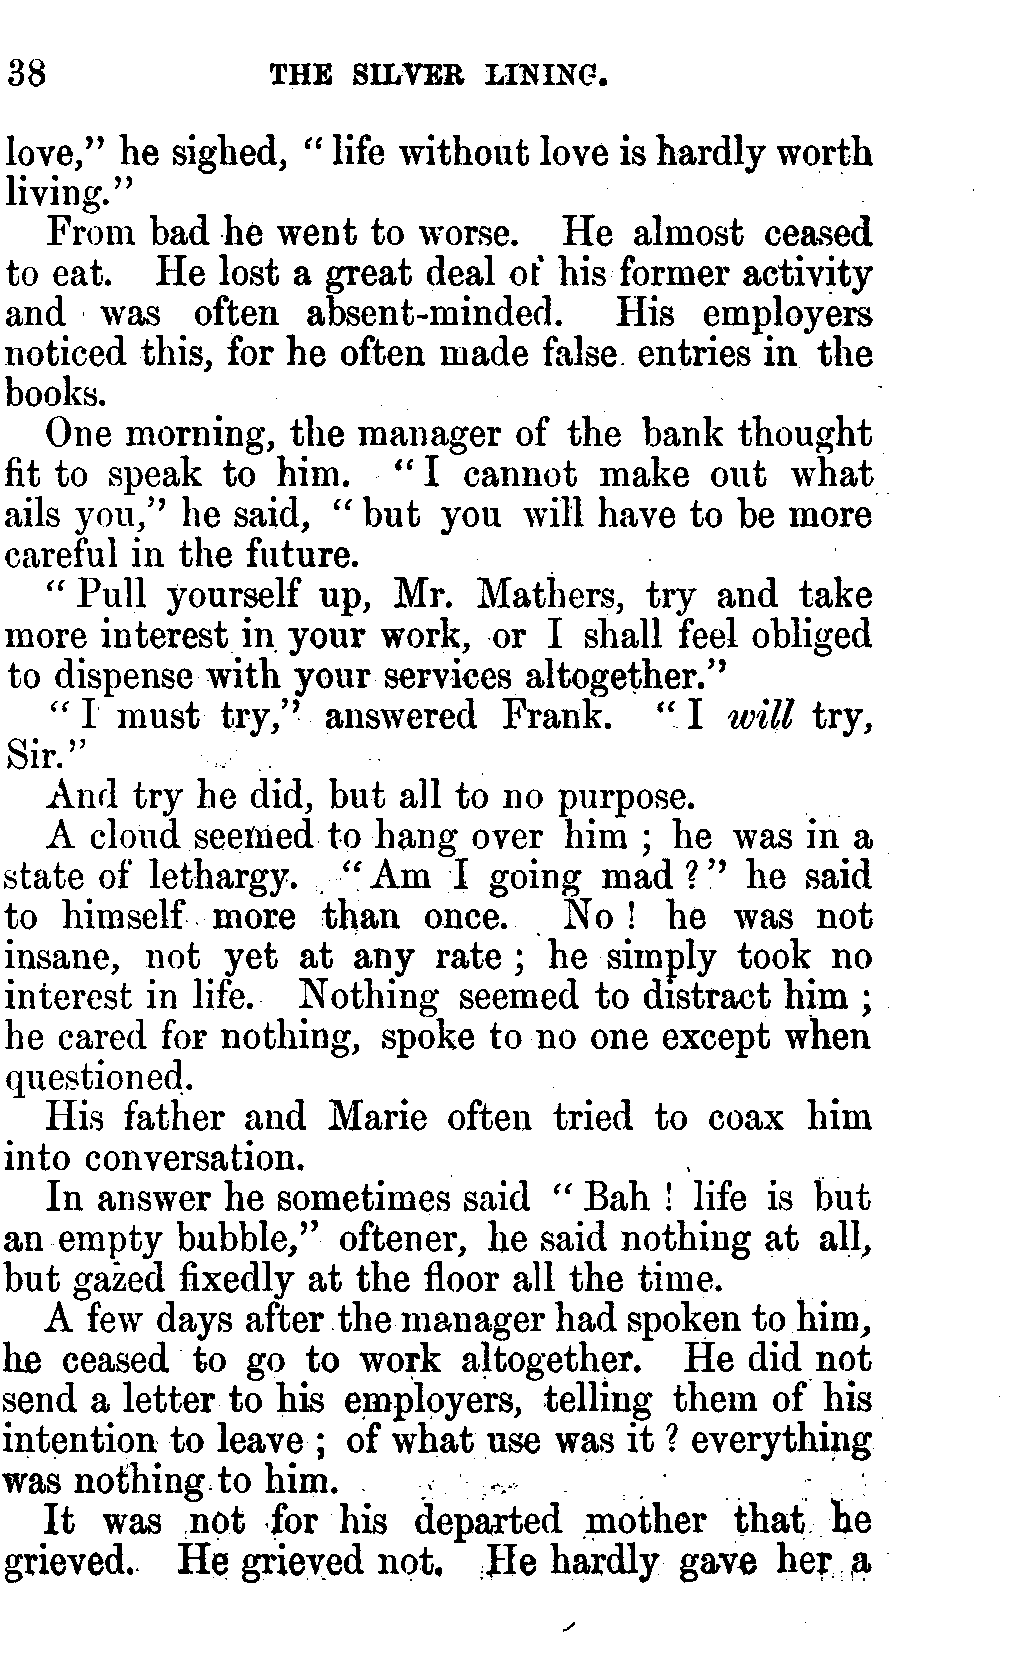 38 THE SILVER LINING.
love," he sighed, "life without love is hardly worth
living."
From bad he went to worse. He almost ceased
to eat. He lost a great deal of his former activity
and was often absent-minded. His employers
noticed this, for he often made false entries in the
books.
One morning, the manager of the bank thought
fit to speak to him. "I cannot make out what
ails you," he said, "but you will have to be more
careful in the future.
"Pull yourself up, Mr. Mathers, try and take
more interest in your work, or I shall feel obliged
to dispense with your services altogether."
"I must try," answered Frank. "I will try,
Sir."
And try he did, but all to no purpose.
A cloud seemed to hang over him ; he was in a
state of lethargy. "Am I going mad ?" he said
to himself more than once. No ! he was not
insane, not yet at any rate ; he simply took no
interest in life. Nothing seemed to distract him ;
he cared for nothing, spoke to no one except when
questioned.
His father and Marie often tried to coax him
into conversation.
In answer he sometimes said "Bah ! life is but
an empty bubble," oftener, he said nothing at all,
but gazed fixedly at the floor all the time.
A few days after the manager had spoken to him,
he ceased to go to work altogether. He did not
send a letter to his employers, telling them of his
intention to leave ; of what use was it ? everything
was nothing to him.
It was not for his departed mother that he
grieved. He grieved not. He hardly gave her a